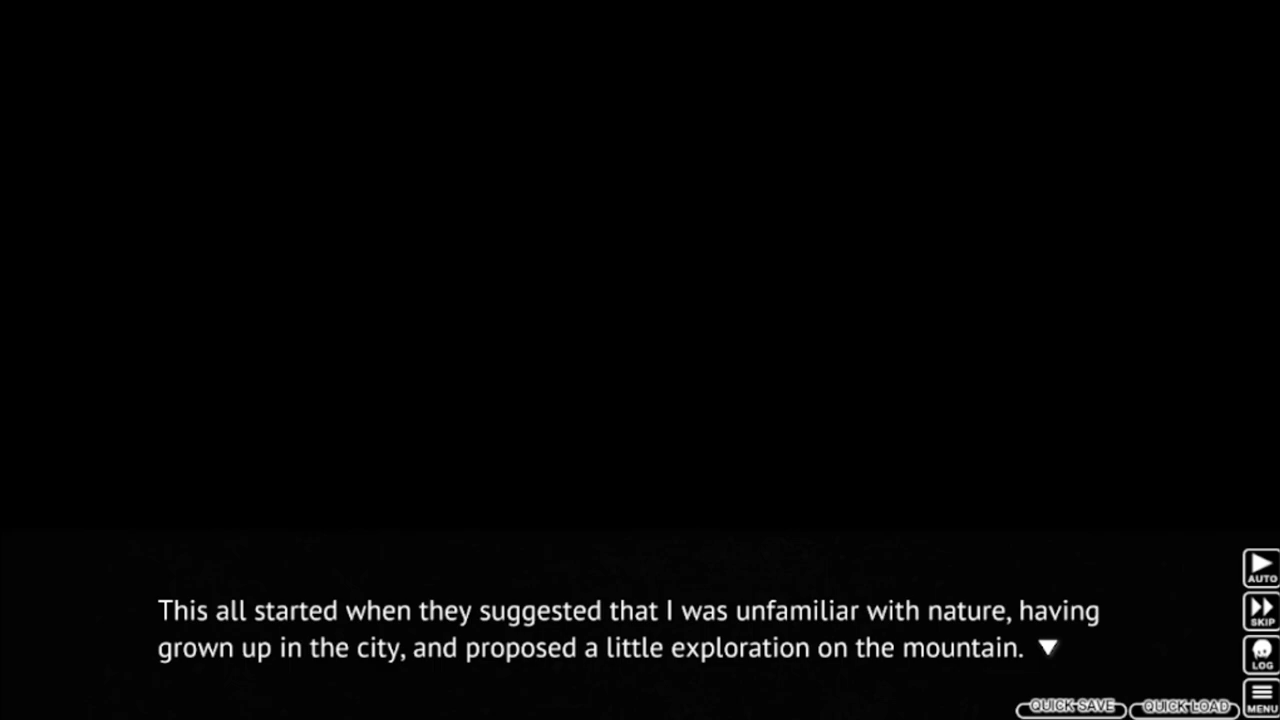 This all started when they suggested that I was unfamiliar with nature, having
grown up in the city, and proposed a little exploration on the mountain.
AUTO
SKIP
LOG
MENU
QUICK SAVE QUICK LOAD